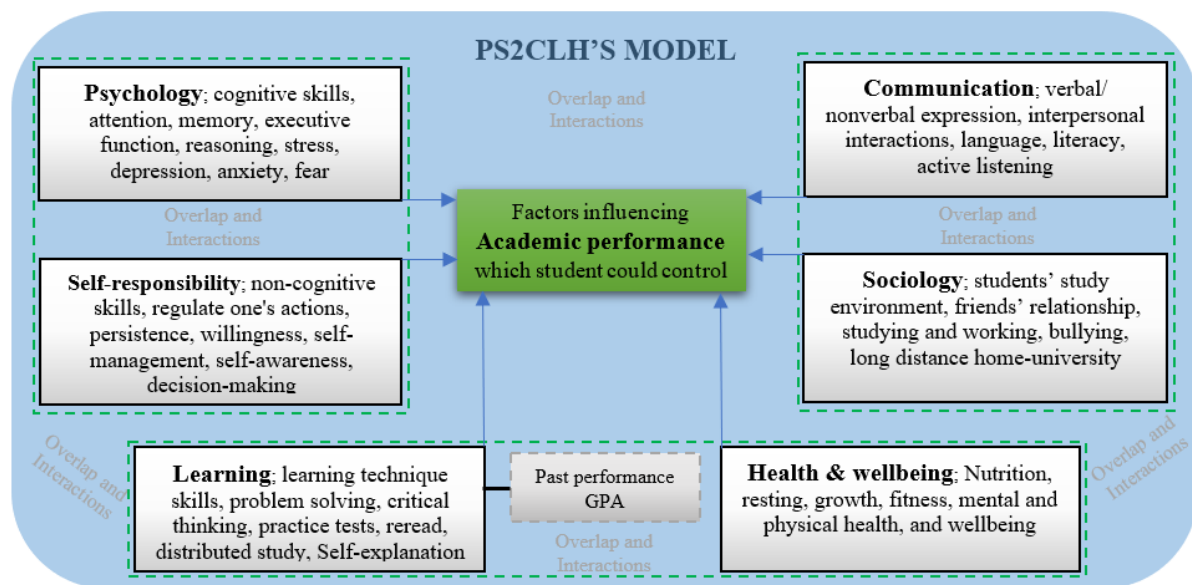 PS2CLH'S MODEL
Psychology; cognitive skills,
attention, memory, executive
function, reasoning, stress,
depression, anxiety, fear
Overlap and
Interactions
Communication; verbal/
nonverbal expression, interpersonal
interactions, language, literacy,
active listening
Overlap and
Interactions
Factors influencing
Academic performance
which student could control
Overlap and
Interactions
Self-responsibility; non-cognitive
skills, regulate one's actions,
persistence, willingness, self-
management, self-awareness,
decision-making
Sociology; students' study
environment, friends' relationship,
studying and working, bullying,
long distance home-university
Overlap and
Interactions
Learning; learning technique
skills, problem solving, critical
thinking, practice tests, reread,
distributed study, Self-explanation
Past performance
GPA
Overlap and
Interactions
Health & wellbeing; Nutrition,
resting, growth, fitness, mental and
physical health, and wellbeing
Overlap and
Interactions